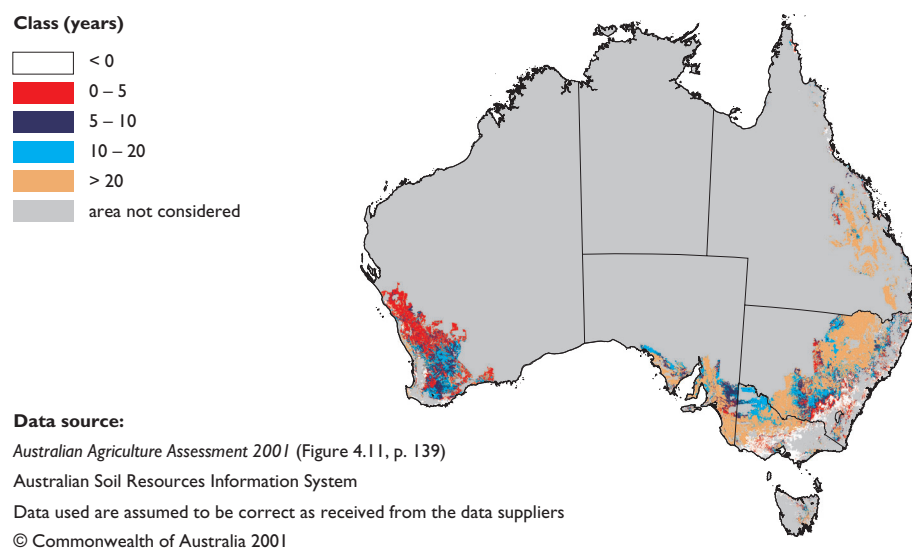 Class (years)
< 0
0 – 5
5 – 10
10 – 20
> 20
area not considered
Data source:
Australian Agriculture Assessment 2001 (Figure 4.11, p. 139)
Australian Soil Resources Information System
Data used are assumed to be correct as received from the data suppliers
© Commonwealth of Australia 2001